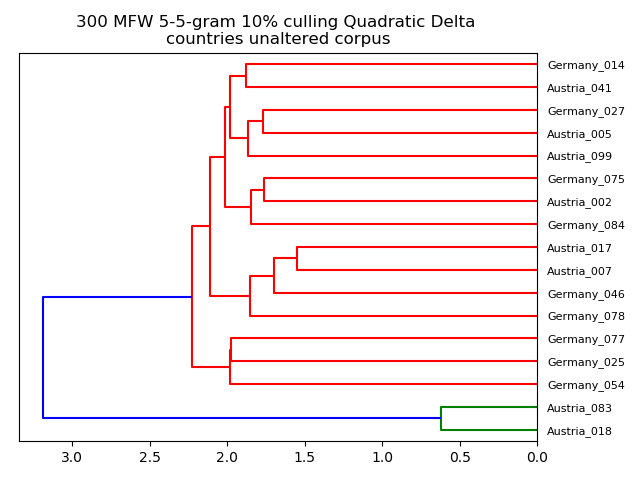 300 MFW 5-5-gram 10% culling Quadratic Delta
countries unaltered corpus
Germany_014
Austria_041
Germany_027
Austria_005
Austria_099
Germany_075
Austria_002
Germany_084
Austria_017
Austria_007
Germany_046
Germany_078
Germany_077
Germany_025
Germany_054
Austria_083
Austria_018
3.0 2.5 2.0 1.5 1.0 0.5 0.0